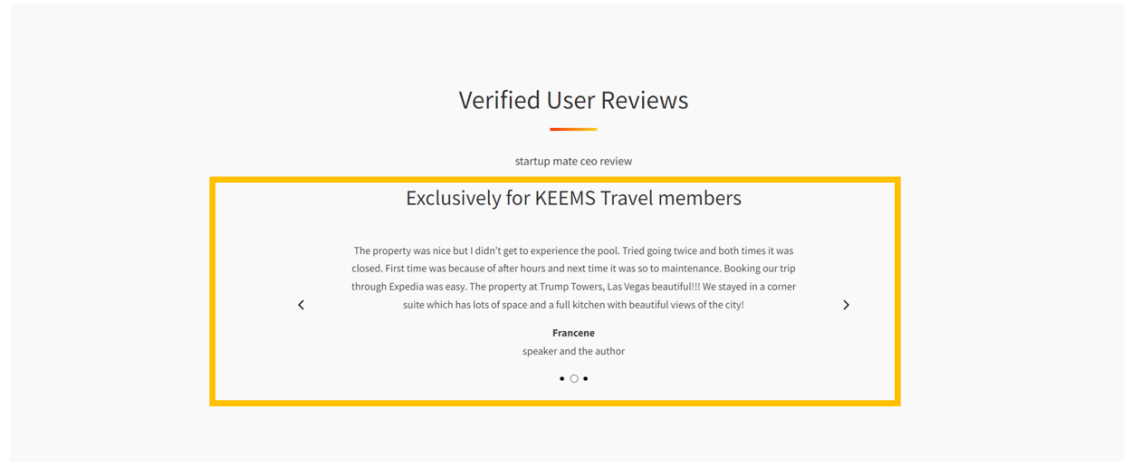 Verified User Reviews
startup mate ceo review
Exclusively for KEEMS Travel members
The property was nice but I didn't get to experience the pool. Tried going twice and both times it was
closed. First time was because of after hours and next time it was so to maintenance. Booking our trip
through Expedia was easy. The property at Trump Towers, Las Vegas beautiful!!! We stayed in a corner
suite which has lots of space and a full kitchen with beautiful views of the city!
Francene
speaker and the author